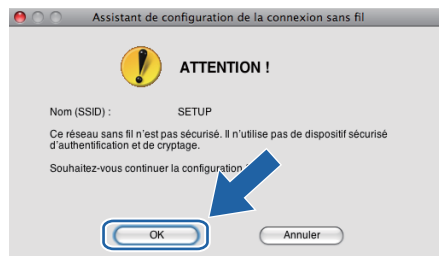 Assistant de configuration de la connexion sans fil
ATTENTION !
Nom (SSID) : SETUP
Ce réseau sans fil n'est pas sécurisé. Il n'utilise pas de dispositif sécurisé
d'authentification et de cryptage.
Souhaitez-vous continuer la configuration
OK Annuler